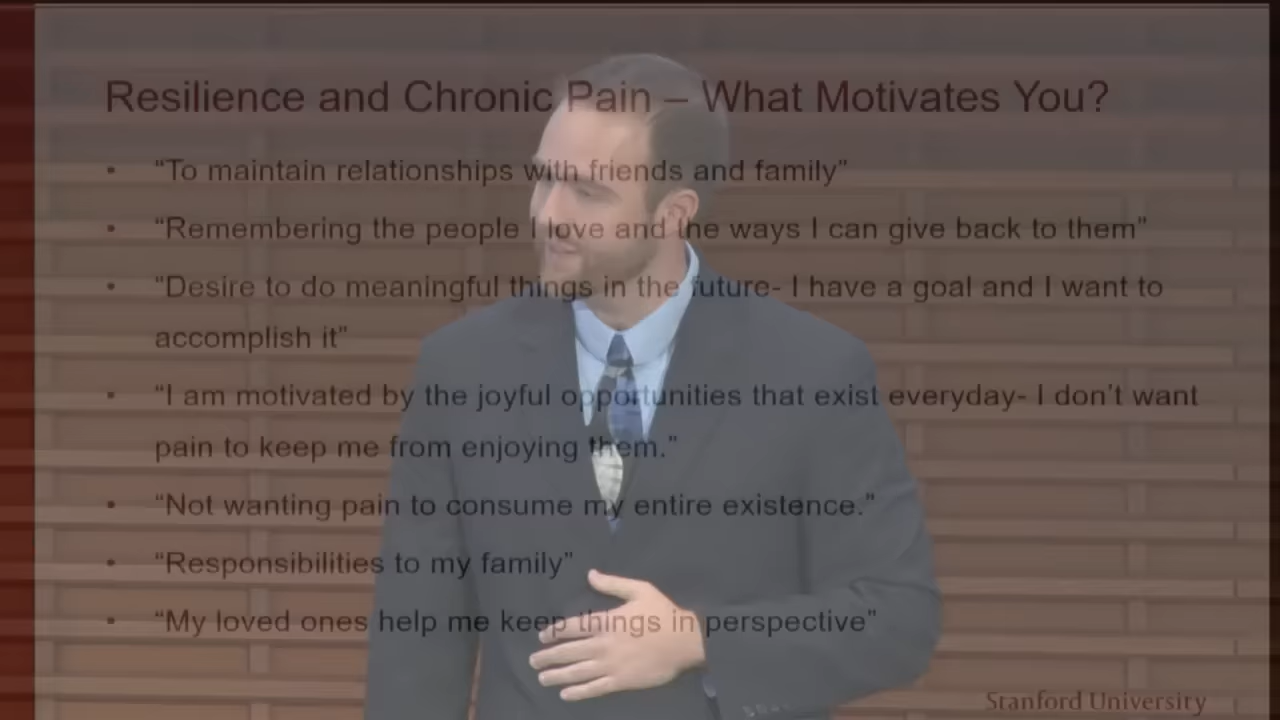 Resilience and Chronic Pain – What Motivates You?
• “To maintain relationships with friends and family”
• “Remembering the people I love and the ways I can give back to them”
• “Desire to do meaningful things in the future- I have a goal and I want to
accomplish it”
• “I am motivated by the joyful opportunities that exist everyday- I don’t want
pain to keep me from enjoying them.”
• “Not wanting pain to consume my entire existence.”
• “Responsibilities to my family”
• “My loved ones help me keep things in perspective”
Stanford University